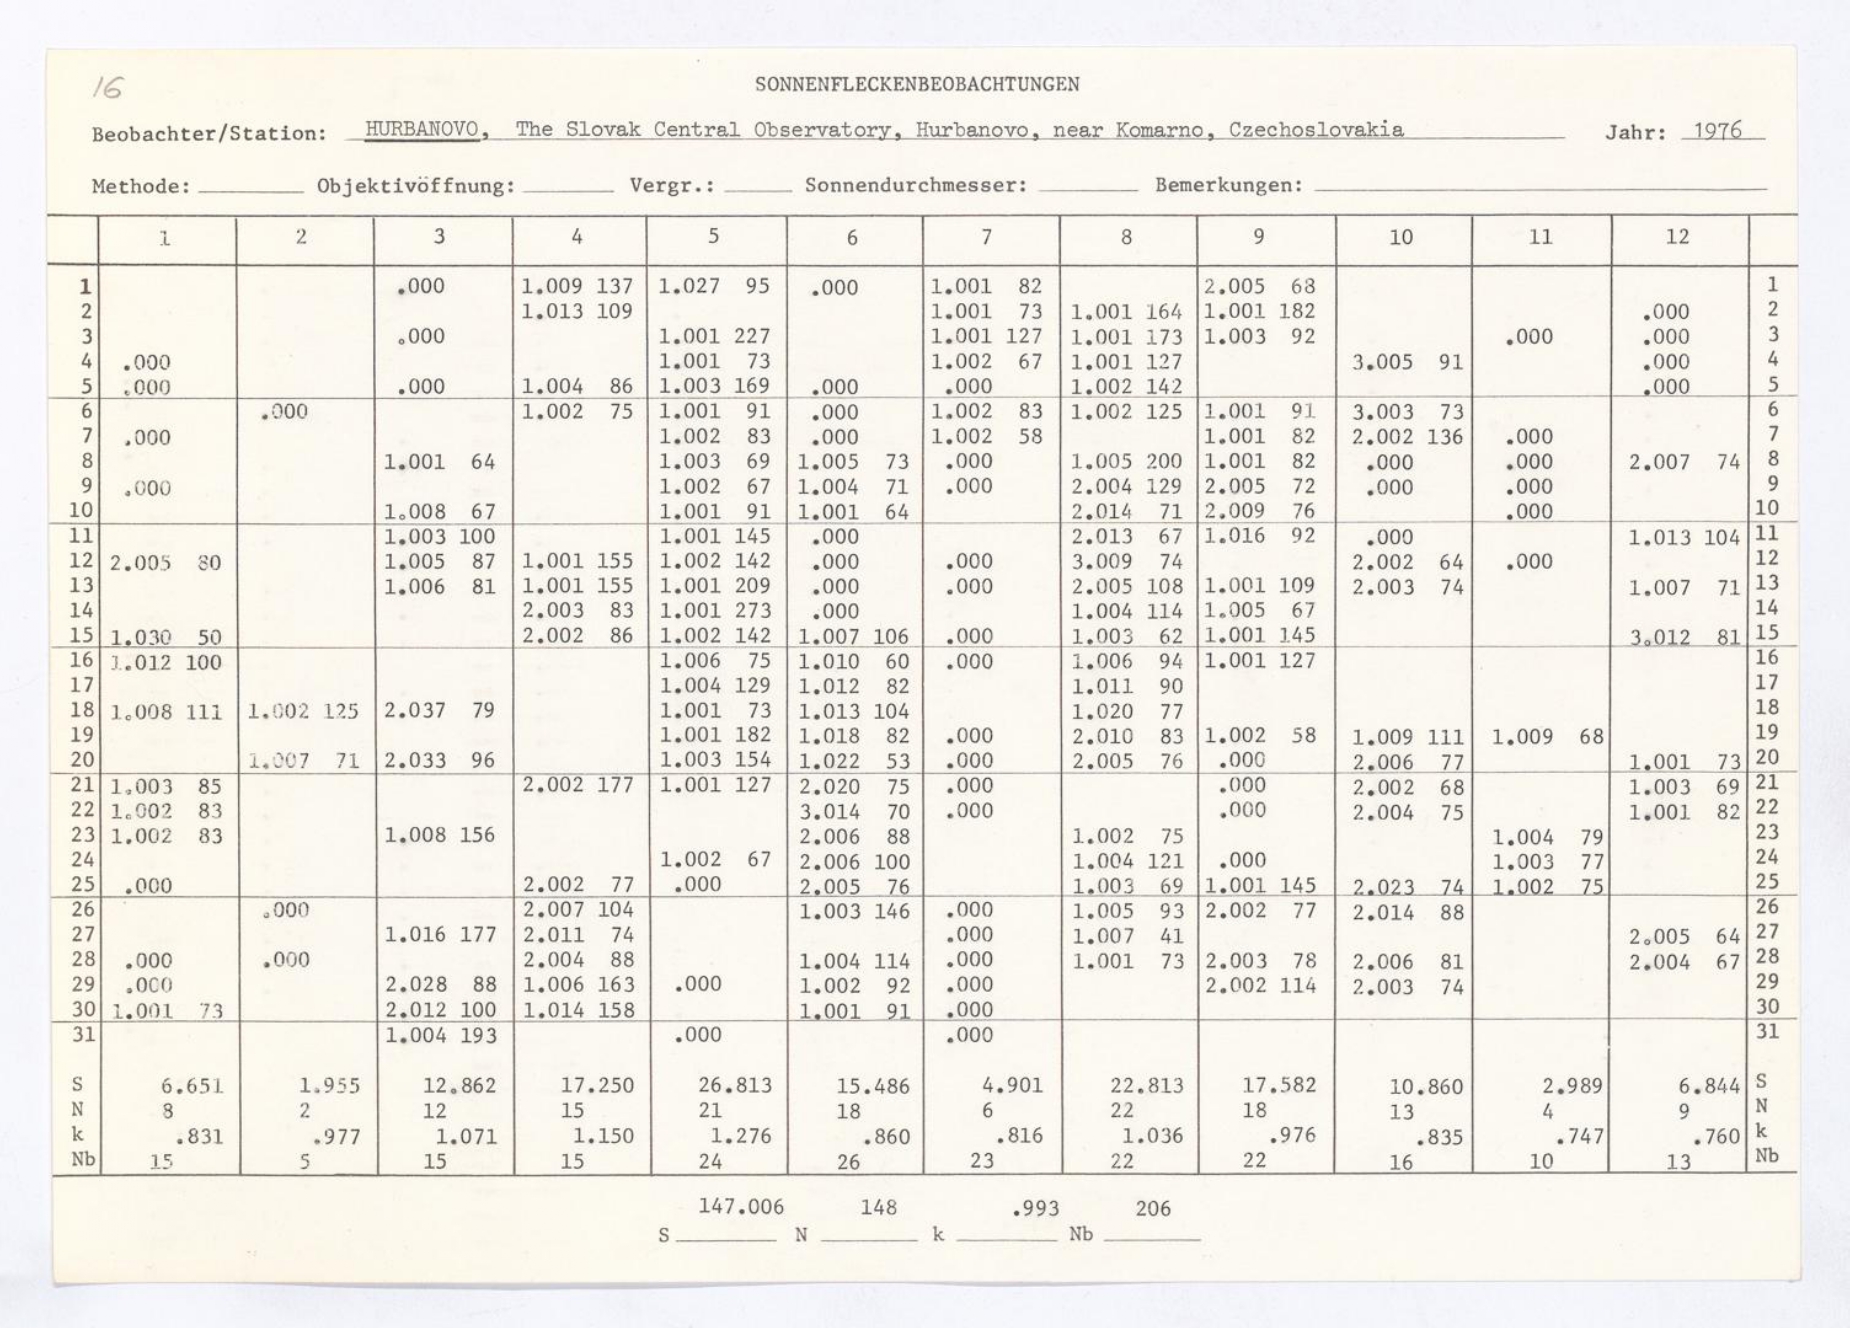 16
SONNENFLECKENBEOBACHTUNGEN
Beobachter/Station: HURBANOVO, The Slovak Central Observatory, Hurbanovo, near Komarno, Czechoslovakia Jahr: 1976
Methode: Objektivöffnung: Vergr.: Sonnendurchmesser: Bemerkungen:
1 2 3 4 5 6 7 8 9 10 11 12
1 .000 1.009 137 1.027 95 .000 1.001 82 2.005 68 1
2 1.013 109 1.001 73 1.001 164 1.001 182 .000 2
3 .000 1.001 227 1.001 127 1.001 173 1.003 92 .000 .000 3
4 .000 1.001 73 1.002 67 1.001 127 3.005 91 .000 4
5 .000 .000 1.004 86 1.003 169 .000 .000 1.002 142 .000 5
6 .000 1.002 75 1.001 91 .000 1.002 83 1.002 125 1.001 91 3.003 73 6
7 .000 1.002 83 .000 1.002 58 1.001 82 2.002 136 .000 7
8 1.001 64 1.003 69 1.005 73 .000 1.005 200 1.001 82 .000 .000 2.007 74 8
9 .000 1.002 67 1.004 71 .000 2.004 129 2.005 72 .000 .000 9
10 1.008 67 1.001 91 1.001 64 2.014 71 2.009 76 .000 10
11 1.003 100 1.001 145 .000 2.013 67 1.016 92 .000 1.013 104 11
12 2.005 80 1.005 87 1.001 155 1.002 142 .000 .000 3.009 74 2.002 64 .000 12
13 1.006 81 1.001 155 1.001 209 .000 .000 2.005 108 1.001 109 2.003 74 1.007 71 13
14 2.003 83 1.001 273 .000 1.004 114 1.005 67 14
15 1.030 50 2.002 86 1.002 142 1.007 106 .000 1.003 62 1.001 145 3.012 81 15
16 1.012 100 1.006 75 1.010 60 .000 1.006 94 1.001 127 16
17 1.004 129 1.012 82 1.011 90 17
18 1.008 111 1.002 125 2.037 79 1.001 73 1.013 104 1.020 77 18
19 1.001 182 1.018 82 .000 2.010 83 1.002 58 1.009 111 1.009 68 19
20 1.007 71 2.033 96 1.003 154 1.022 53 .000 2.005 76 .000 2.006 77 1.001 73 20
21 1.003 85 2.002 177 1.001 127 2.020 75 .000 .000 2.002 68 1.003 69 21
22 1.002 83 3.014 70 .000 .000 2.004 75 1.001 82 22
23 1.002 83 1.008 156 2.006 88 1.002 75 1.004 79 23
24 1.002 67 2.006 100 1.004 121 .000 1.003 77 24
25 .000 2.002 77 .000 2.005 76 1.003 69 1.001 145 2.023 74 1.002 75 25
26 .000 2.007 104 1.003 146 .000 1.005 93 2.002 77 2.014 88 26
27 1.016 177 2.011 74 .000 1.007 41 2.005 64 27
28 .000 .000 2.004 88 1.004 114 .000 1.001 73 2.003 78 2.006 81 2.004 67 28
29 .000 2.028 88 1.006 163 .000 1.002 92 .000 2.002 114 2.003 74 29
30 1.001 73 2.012 100 1.014 158 1.001 91 .000 30
31 1.004 193 .000 .000 31
S 6.651 1.955 12.862 17.250 26.813 15.486 4.901 22.813 17.582 10.860 2.989 6.844 S
N 8 2 12 15 21 18 6 22 18 13 4 9 N
k .831 .977 1.071 1.150 1.276 .860 .816 1.036 .976 .835 .747 .760 k
Nb 15 5 15 15 24 26 23 22 22 16 10 13 Nb
147.006 148 .993 206
S N k Nb